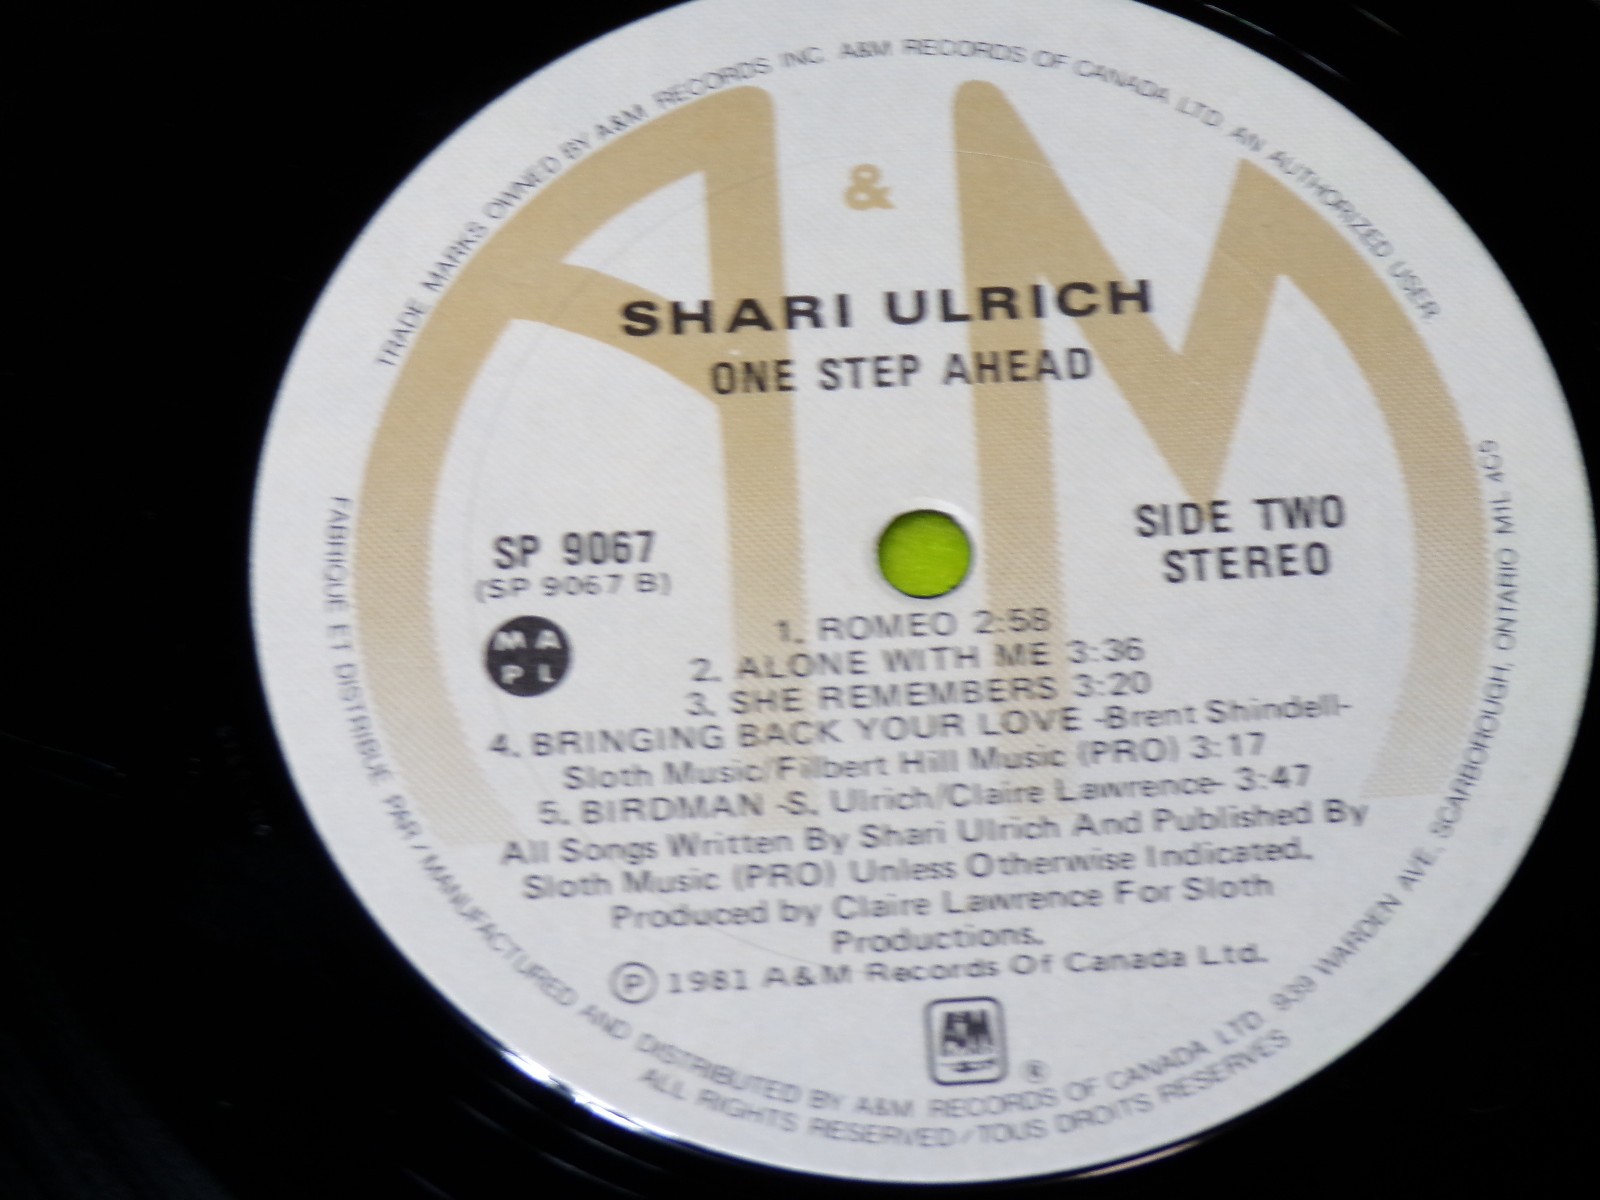 TRADE MARKS OWNED BY A&M RECORDS INC. A&M RECORDS OF CANADA LTD. AN AUTHORIZED USER
&
SHARI ULRICH
ONE STEP AHEAD
SP 9067
(SP 9067 B)
SIDE TWO
STEREO
MA
PL
1. ROMEO 2:58
2. ALONE WITH ME 3:36
3. SHE REMEMBERS 3:20
4. BRINGING BACK YOUR LOVE -Brent Shindell-
Sloth Music/Filbert Hill Music (PRO) 3:17
5. BIRDMAN -S. Ulrich/Claire Lawrence- 3:47
All Songs Written By Shari Ulrich And Published By
Sloth Music (PRO) Unless Otherwise Indicated.
Produced by Claire Lawrence For Sloth
Productions.
Ⓟ 1981 A&M Records Of Canada Ltd.
A&M
®
FABRIQUE ET DISTRIBUE PAR / MANUFACTURED AND DISTRIBUTED BY A&M RECORDS OF CANADA LTD 939 WARDEN AVE. SCARBOROUGH, ONTARIO M1L 4C5
ALL RIGHTS RESERVED / TOUS DROITS RESERVES